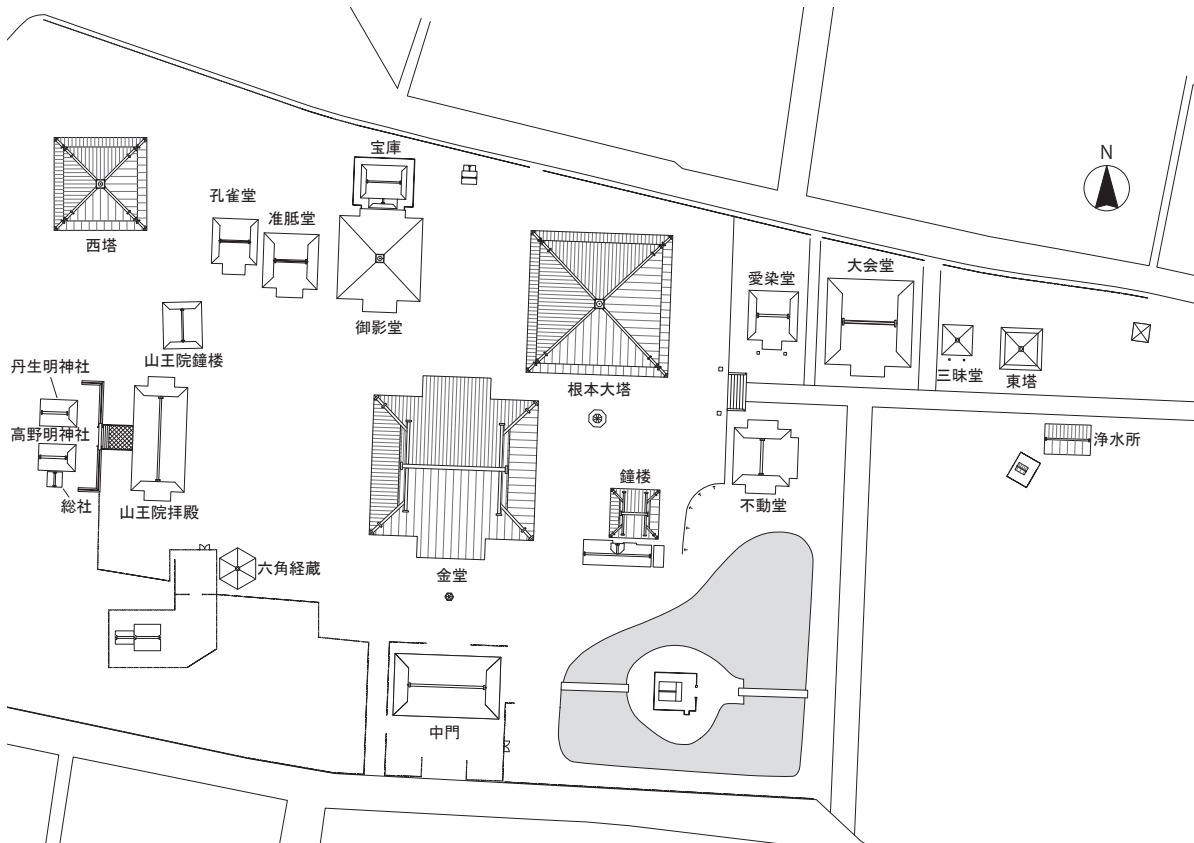 宝庫
N
孔雀堂
准胝堂
西塔
大会堂
愛染堂
御影堂
山王院鐘楼
丹生明神社
三昧堂
東塔
根本大塔
高野明神社
浄水所
鐘楼
総社
山王院拝殿
不動堂
六角経蔵
金堂
中門